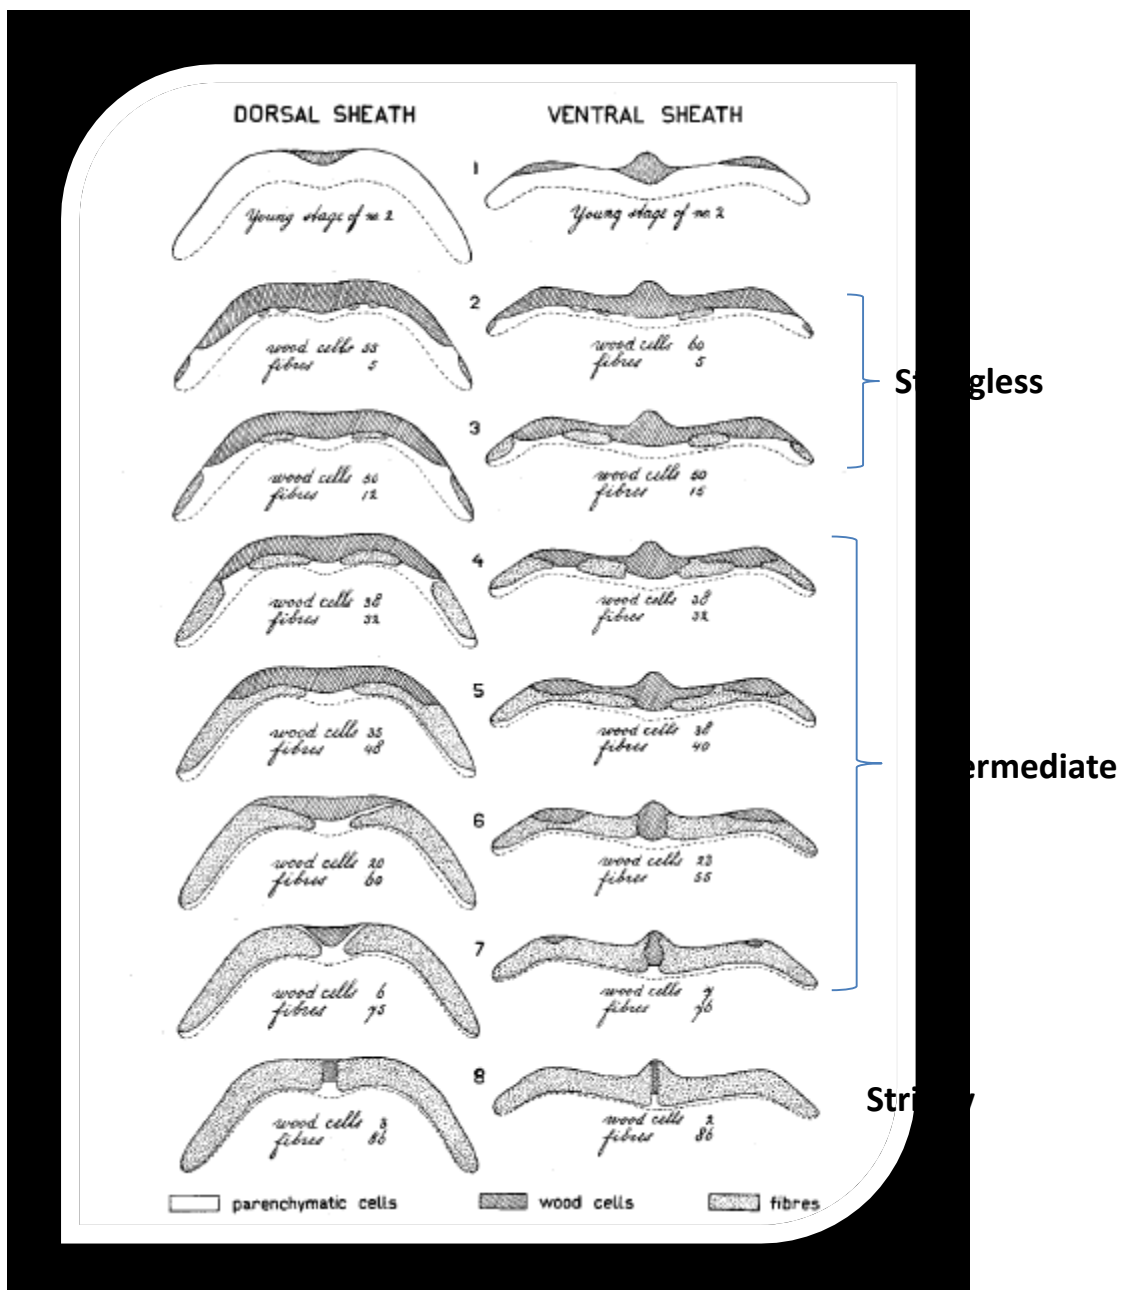 DORSAL SHEATH VENTRAL SHEATH
1
Young stage of no. 2 Young stage of no. 2
2
wood cells 55 wood cells 60
fibres 5 fibres 5
Stringless
3
wood cells 50 wood cells 50
fibres 12 fibres 15
4
wood cells 38 wood cells 38
fibres 32 fibres 32
5
wood cells 35 wood cells 38
fibres 48 fibres 40
Intermediate
6
wood cells 20 wood cells 23
fibres 60 fibres 55
7
wood cells 6 wood cells 7
fibres 75 fibres 76
8
Stringy
wood cells 3 wood cells 2
fibres 86 fibres 86
parenchymatic cells wood cells fibres